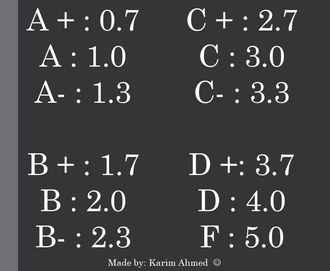 A + : 0.7
A : 1.0
A- : 1.3
B + : 1.7
B : 2.0
B- : 2.3
C + : 2.7
C : 3.0
C- : 3.3
D +: 3.7
D : 4.0
F : 5.0
Made by: Karim Ahmed ☺